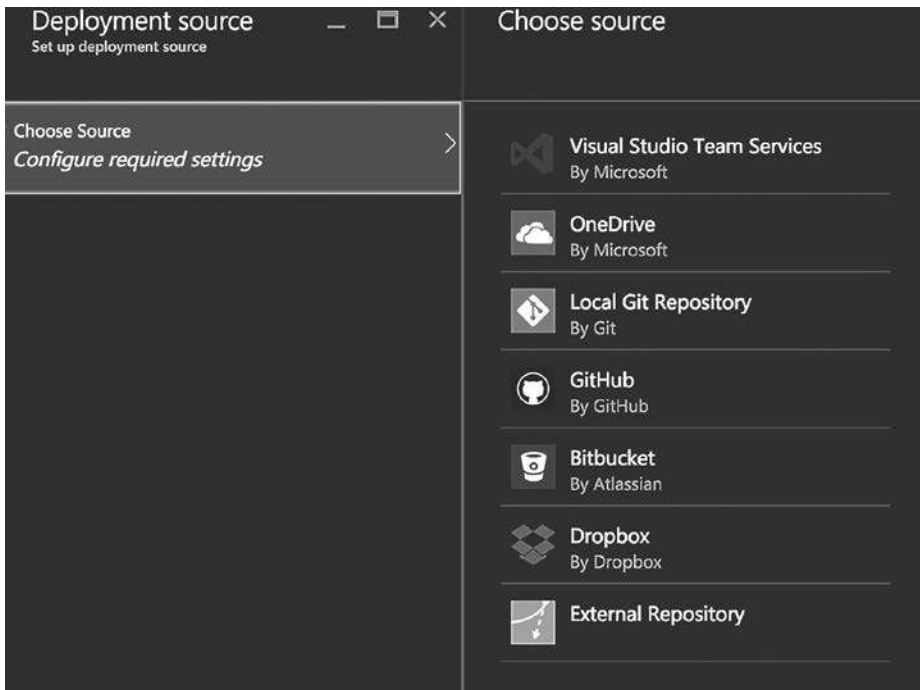 Deployment source
Set up deployment source
Choose Source
Configure required settings
Choose source
Visual Studio Team Services
By Microsoft
OneDrive
By Microsoft
Local Git Repository
By Git
GitHub
By GitHub
Bitbucket
By Atlassian
Dropbox
By Dropbox
External Repository